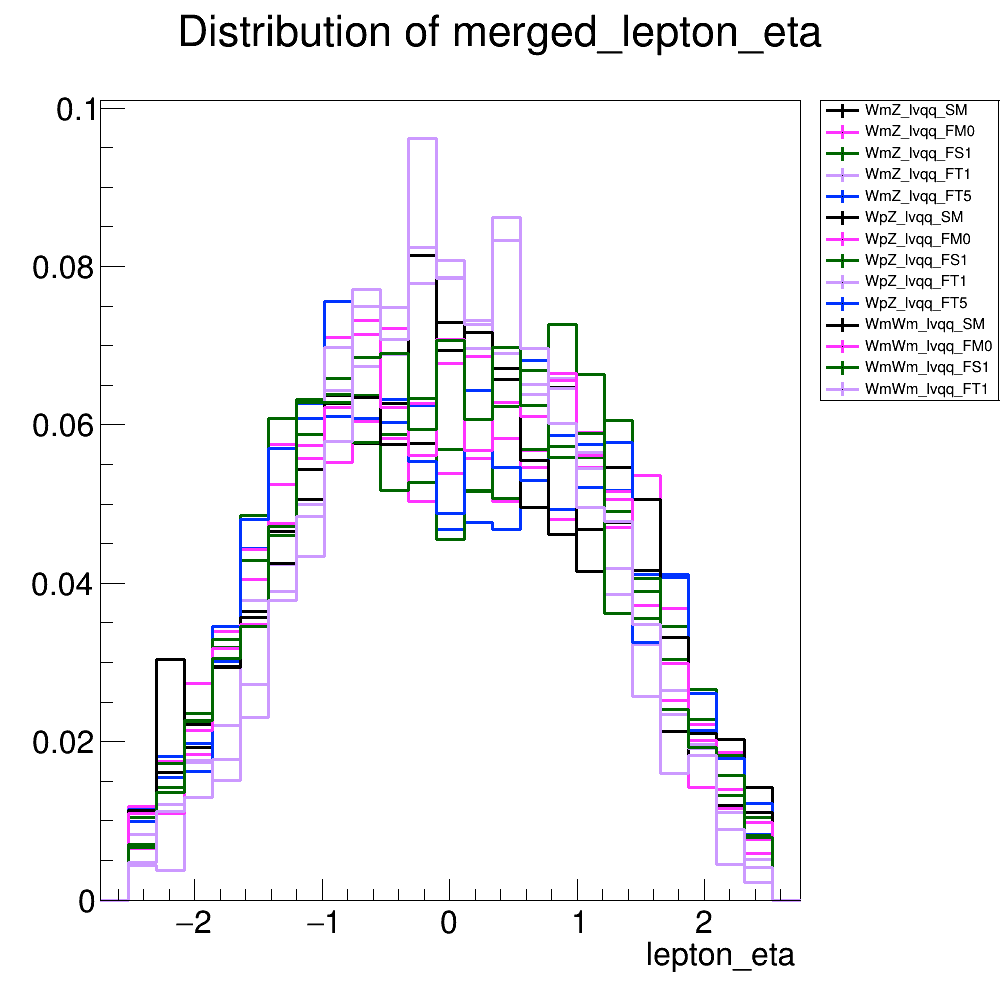 Distribution of merged_lepton_eta
0.1
0.08
0.06
0.04
0.02
0
−2
−1
0
1
2
lepton_eta
WmZ_lvqq_SM
WmZ_lvqq_FM0
WmZ_lvqq_FS1
WmZ_lvqq_FT1
WmZ_lvqq_FT5
WpZ_lvqq_SM
WpZ_lvqq_FM0
WpZ_lvqq_FS1
WpZ_lvqq_FT1
WpZ_lvqq_FT5
WmWm_lvqq_SM
WmWm_lvqq_FM0
WmWm_lvqq_FS1
WmWm_lvqq_FT1